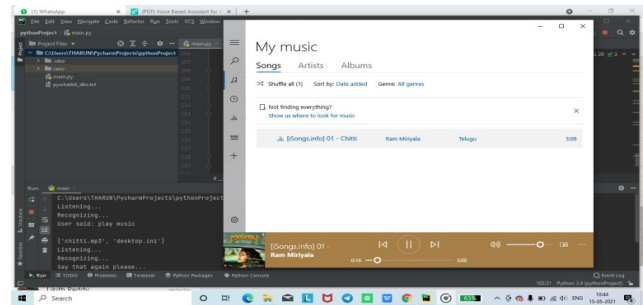 (1) WhatsApp
[PDF] Voice Based Assistant for
File Edit View Navigate Code Refactor Run Tools VCS Window
pythonProject main.py
Project Files
main.py
C:\Users\THARUN\PycharmProjects\pythonProject
.idea
venv
main.py
pywhatkit_dbs.txt
My music
Songs Artists Albums
Shuffle all (1) Sort by: Date added Genre: All genres
Not finding everything?
Show us where to look for music
[iSongs.info] 01 - Chitti Ram Miriyala Telugu 3:08
Run: main
C:\Users\THARUN\PycharmProjects\pythonProject
Listening...
Recognizing...
User said: play music
['chitti.mp3', 'desktop.ini']
Listening...
Recognizing...
Say that again please...
[iSongs.info] 01 -
Ram Miriyala
0:16 3:08
Run TODO Problems Terminal Python Packages Python Console Event Log
Python 3.9 (pythonProject)
Search
65%
ENG
10:44
15-05-2021